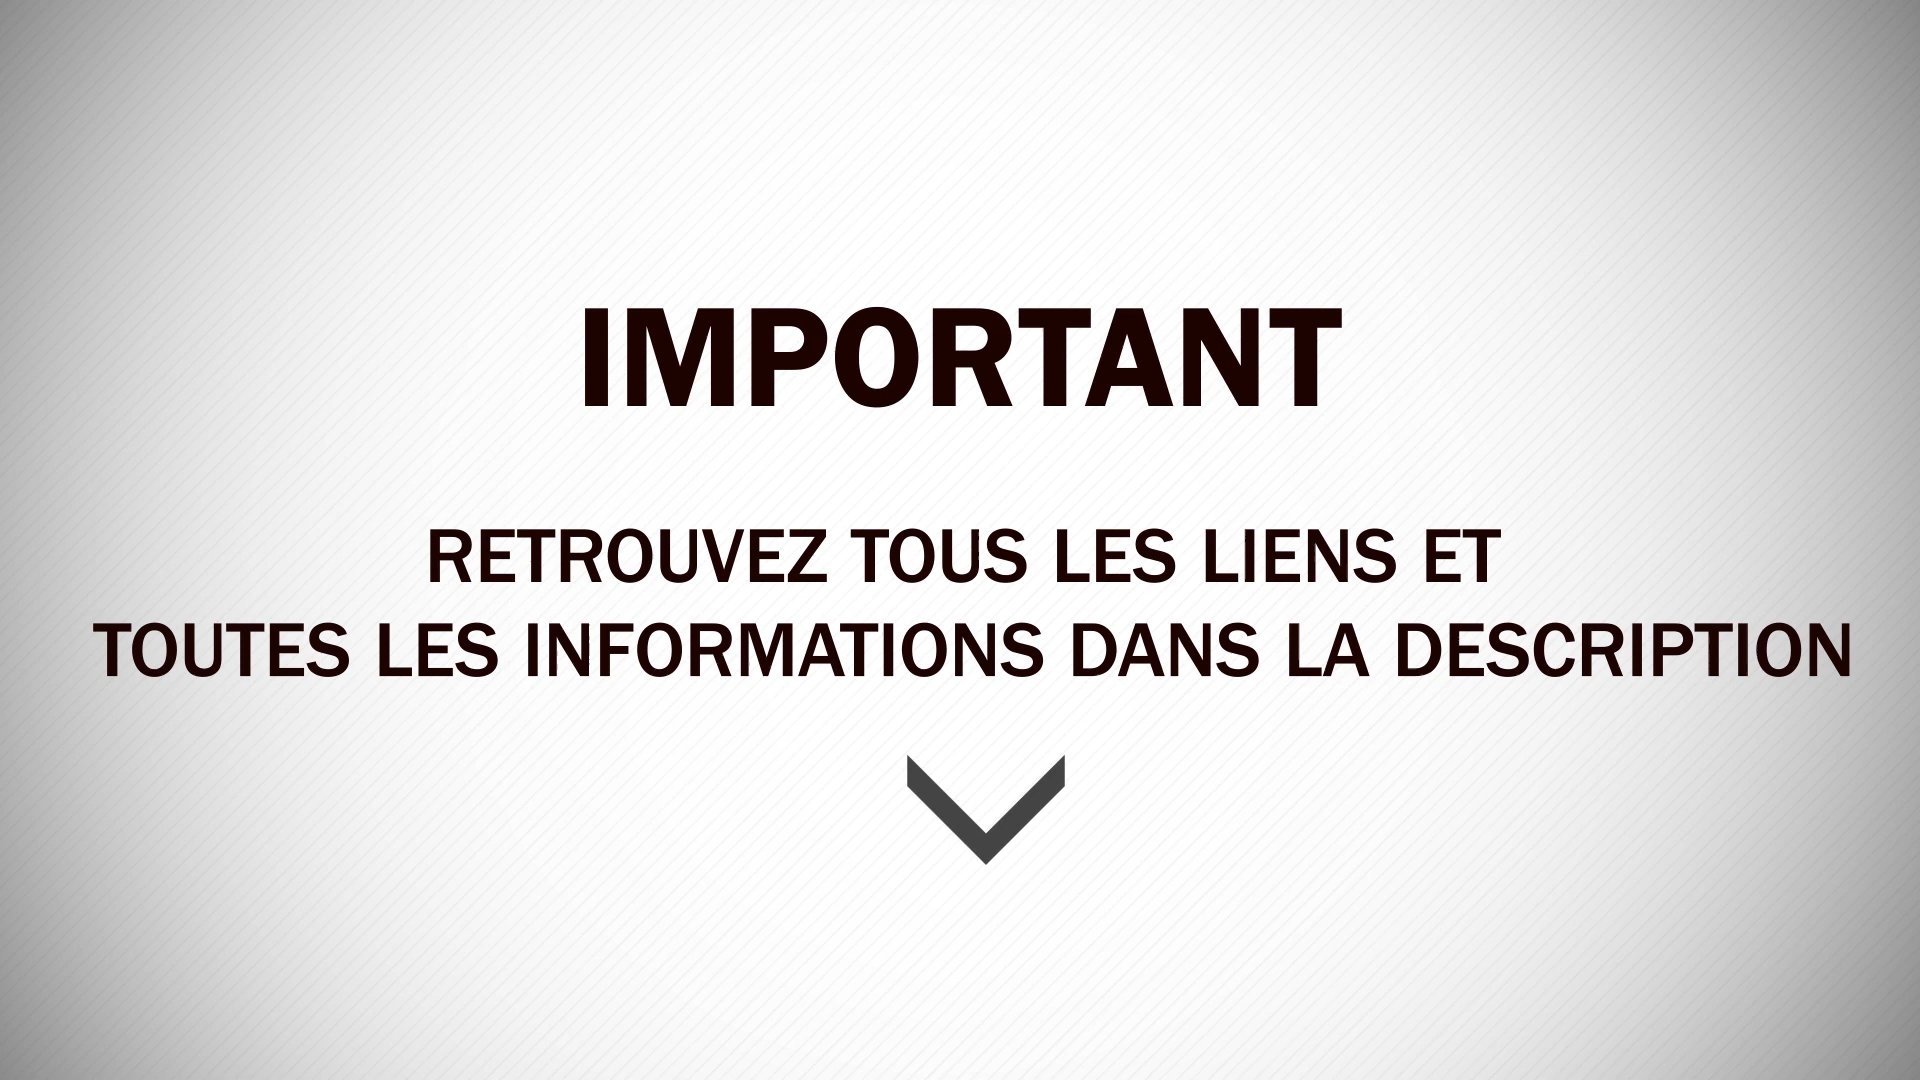 IMPORTANT
RETROUVEZ TOUS LES LIENS ET
TOUTES LES INFORMATIONS DANS LA DESCRIPTION